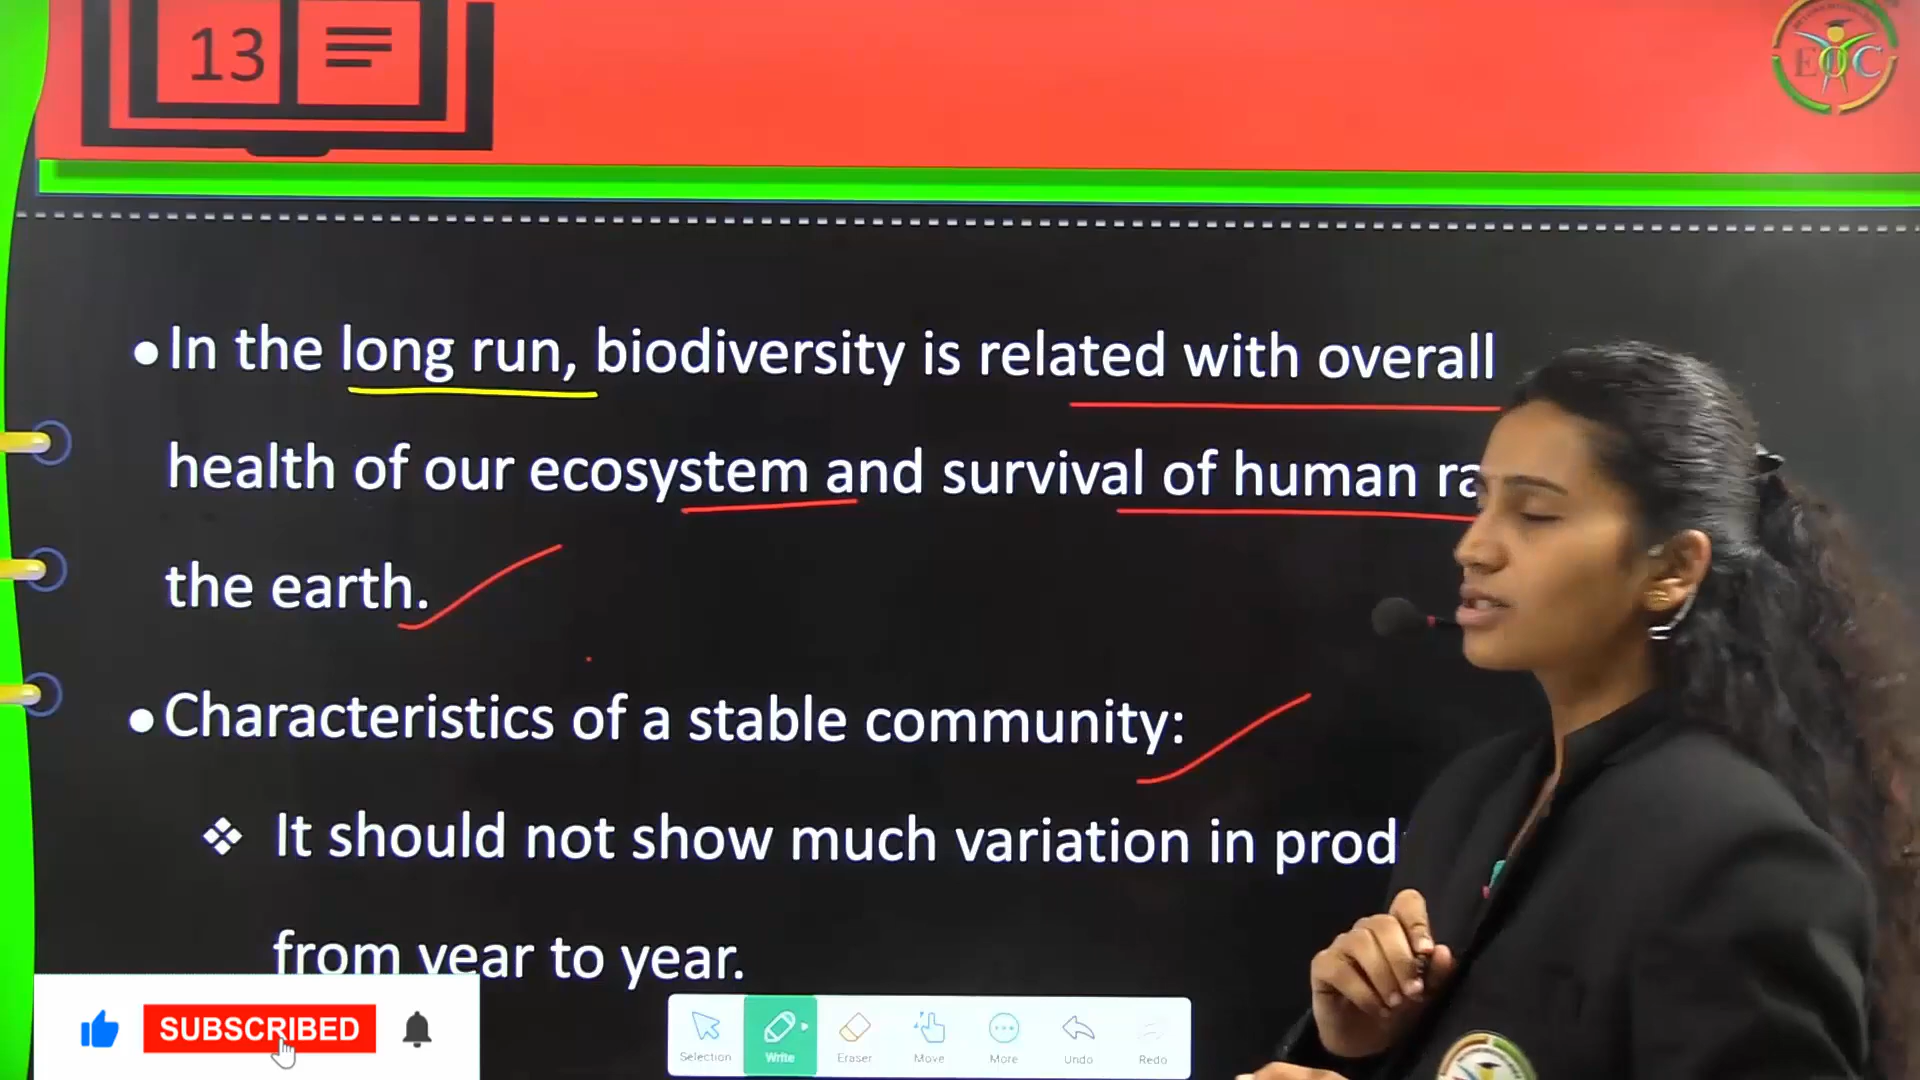 13
EOC
•In the long run, biodiversity is related with overall
health of our ecosystem and survival of human
the earth.
•Characteristics of a stable community:
❖ It should not show much variation in
from year to year.
SUBSCRIBED
Selection Write Eraser Move More Undo Redo